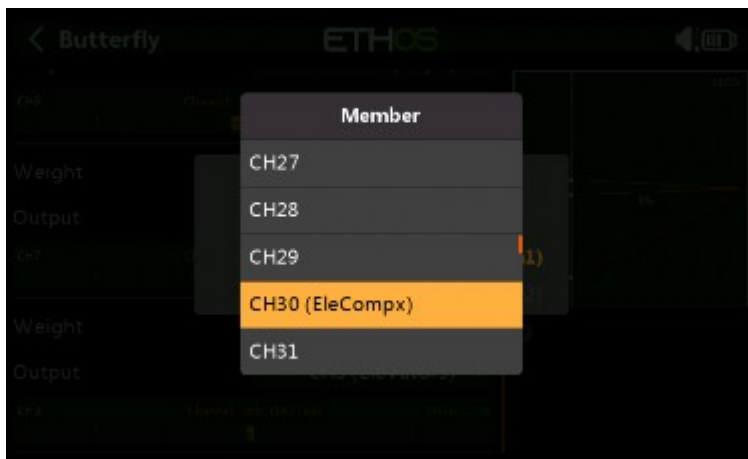 Butterfly
ETHOS
Member
CH27
Weight
CH28
Output
CH29
CH30 (EleCompx)
Weight
CH31
Output